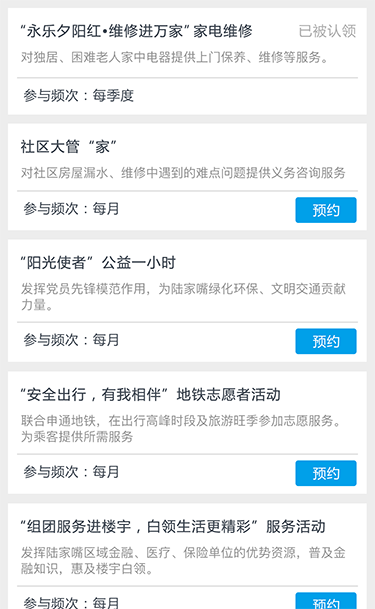 “永乐夕阳红•维修进万家”家电维修 已被认领
对独居、困难老人家中电器提供上门保养、维修等服务。
参与频次：每季度
社区大管“家”
对社区房屋漏水、维修中遇到的难点问题提供义务咨询服务
参与频次：每月 预约
“阳光使者”公益一小时
发挥党员先锋模范作用，为陆家嘴绿化环保、文明交通贡献
力量。
参与频次：每月 预约
“安全出行，有我相伴”地铁志愿者活动
联合申通地铁，在出行高峰时段及旅游旺季参加志愿服务。
为乘客提供所需服务
参与频次：每月 预约
“组团服务进楼宇，白领生活更精彩”服务活动
发挥陆家嘴区域金融、医疗、保险单位的优势资源，普及金
融知识，惠及楼宇白领。
参与频次：每月 预约